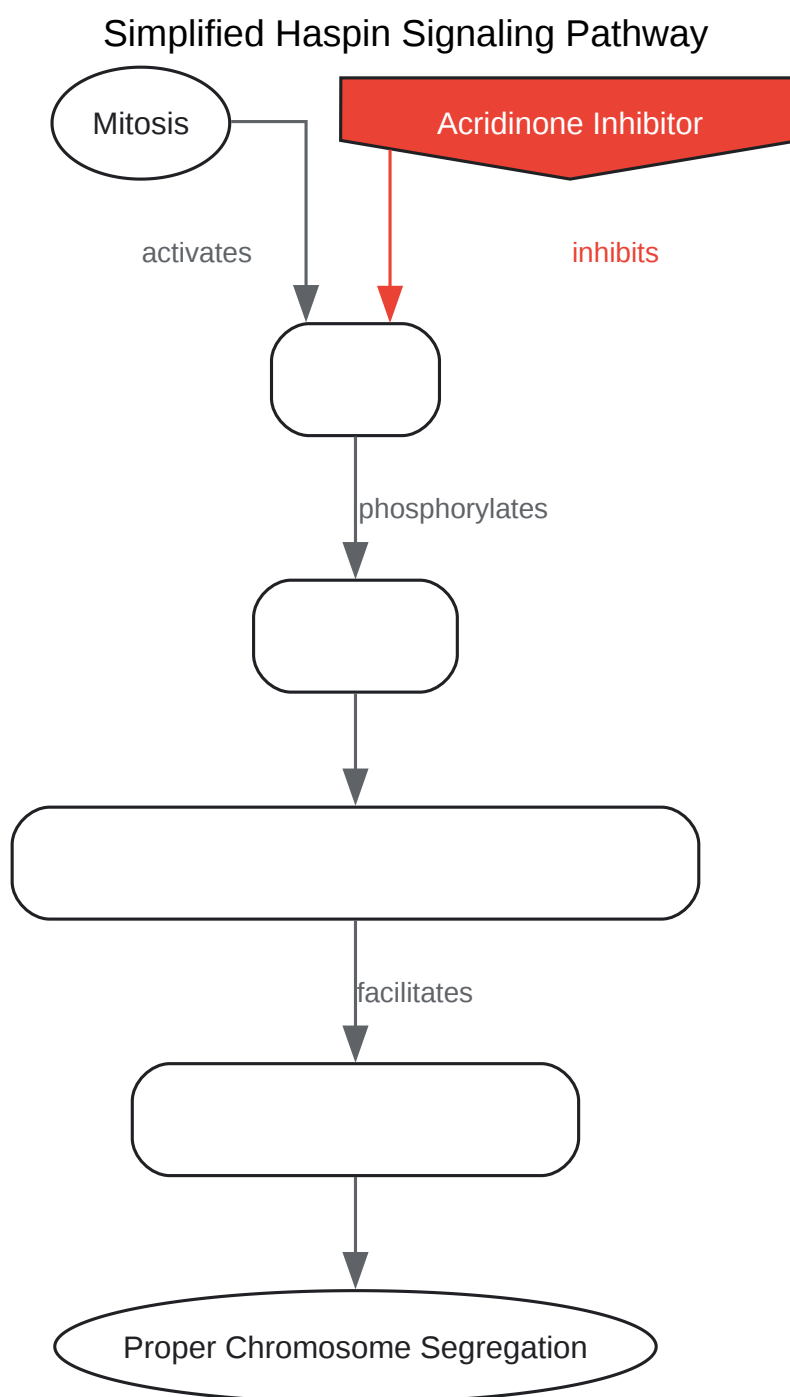 Simplified Haspin Signaling Pathway
Mitosis
Acridinone Inhibitor
activates
inhibits
phosphorylates
facilitates
Proper Chromosome Segregation